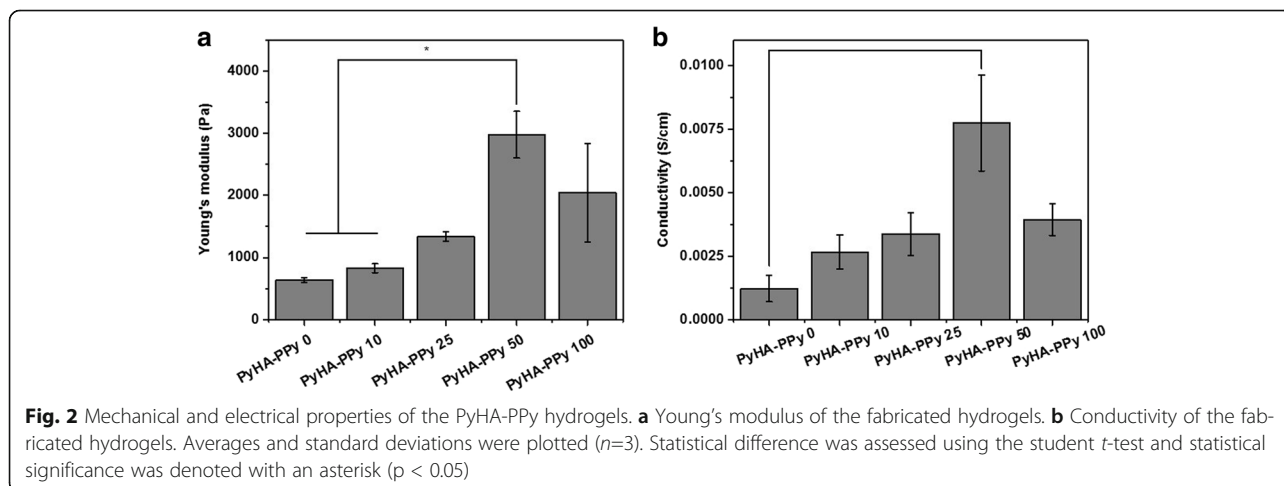 a
*
4000
3000
2000
1000
0
Young's modulus (Pa)
PyHA-PPy 0
PyHA-PPy 10
PyHA-PPy 25
PyHA-PPy 50
PyHA-PPy 100
b
0.0100
0.0075
0.0050
0.0025
0.0000
Conductivity (S/cm)
PyHA-PPy 0
PyHA-PPy 10
PyHA-PPy 25
PyHA-PPy 50
PyHA-PPy 100
Fig. 2 Mechanical and electrical properties of the PyHA-PPy hydrogels. a Young's modulus of the fabricated hydrogels. b Conductivity of the fab-
ricated hydrogels. Averages and standard deviations were plotted (n=3). Statistical difference was assessed using the student t-test and statistical
significance was denoted with an asterisk (p < 0.05)